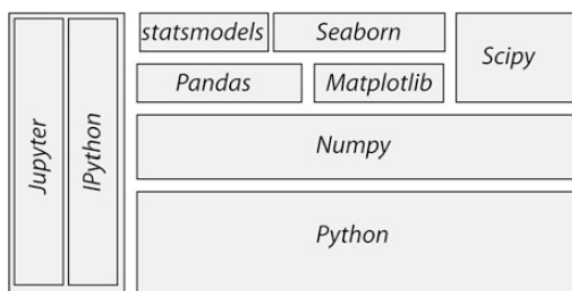 Jupyter
IPython
statsmodels
Seaborn
Scipy
Pandas
Matplotlib
Numpy
Python